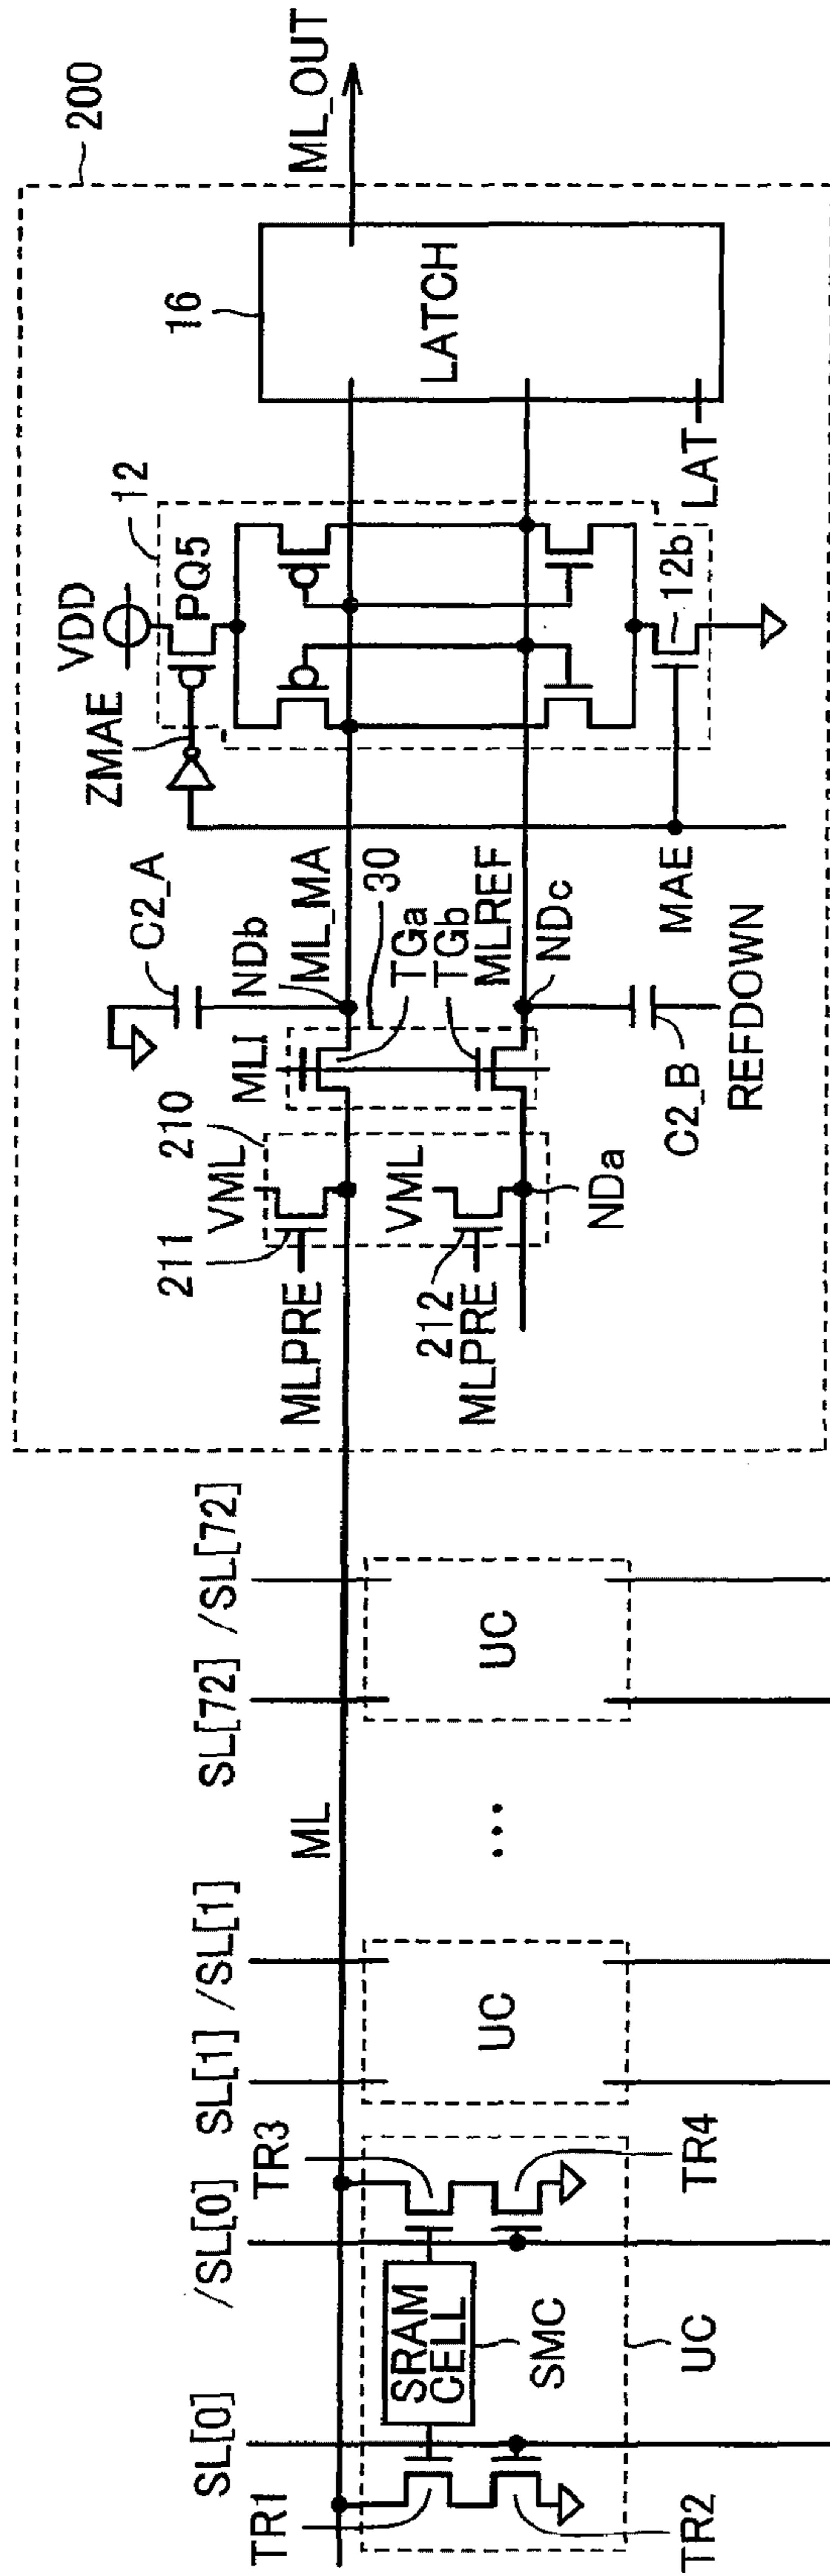 SL[0]
/SL[0]
SL[1]
/SL[1]
SL[72]
/SL[72]
TR1
TR3
ML
SRAM
CELL
SMC
UC
TR2
TR4
UC
...
UC
200
MLPRE
211
VML
210
MLI
C2_A
NDb
ML_MA
30
TGa
TGb
MLREF
MLPRE
212
VML
NDa
NDc
C2_B
REFDOWN
ZMAE
VDD
12
PQ5
12b
MAE
16
LATCH
LAT
ML_OUT